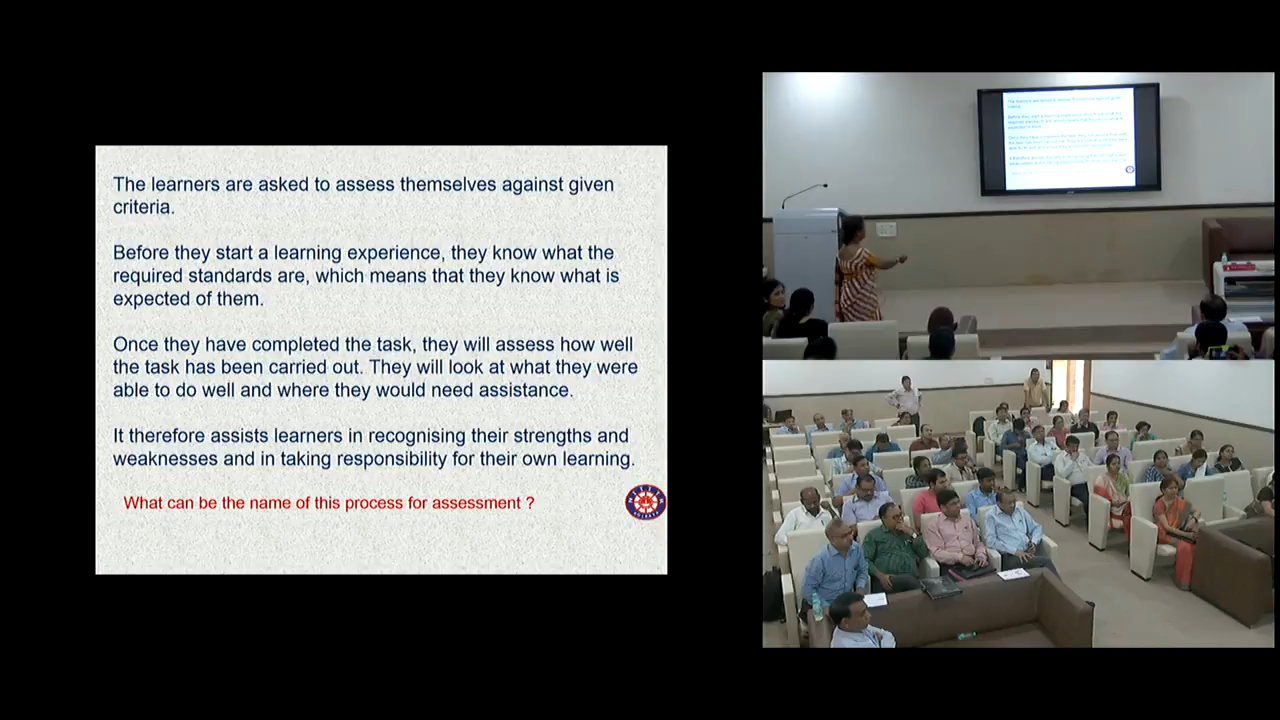 The learners are asked to assess themselves against given
criteria.
Before they start a learning experience, they know what the
required standards are, which means that they know what is
expected of them.
Once they have completed the task, they will assess how well
the task has been carried out. They will look at what they were
able to do well and where they would need assistance.
It therefore assists learners in recognising their strengths and
weaknesses and in taking responsibility for their own learning.
What can be the name of this process for assessment ?